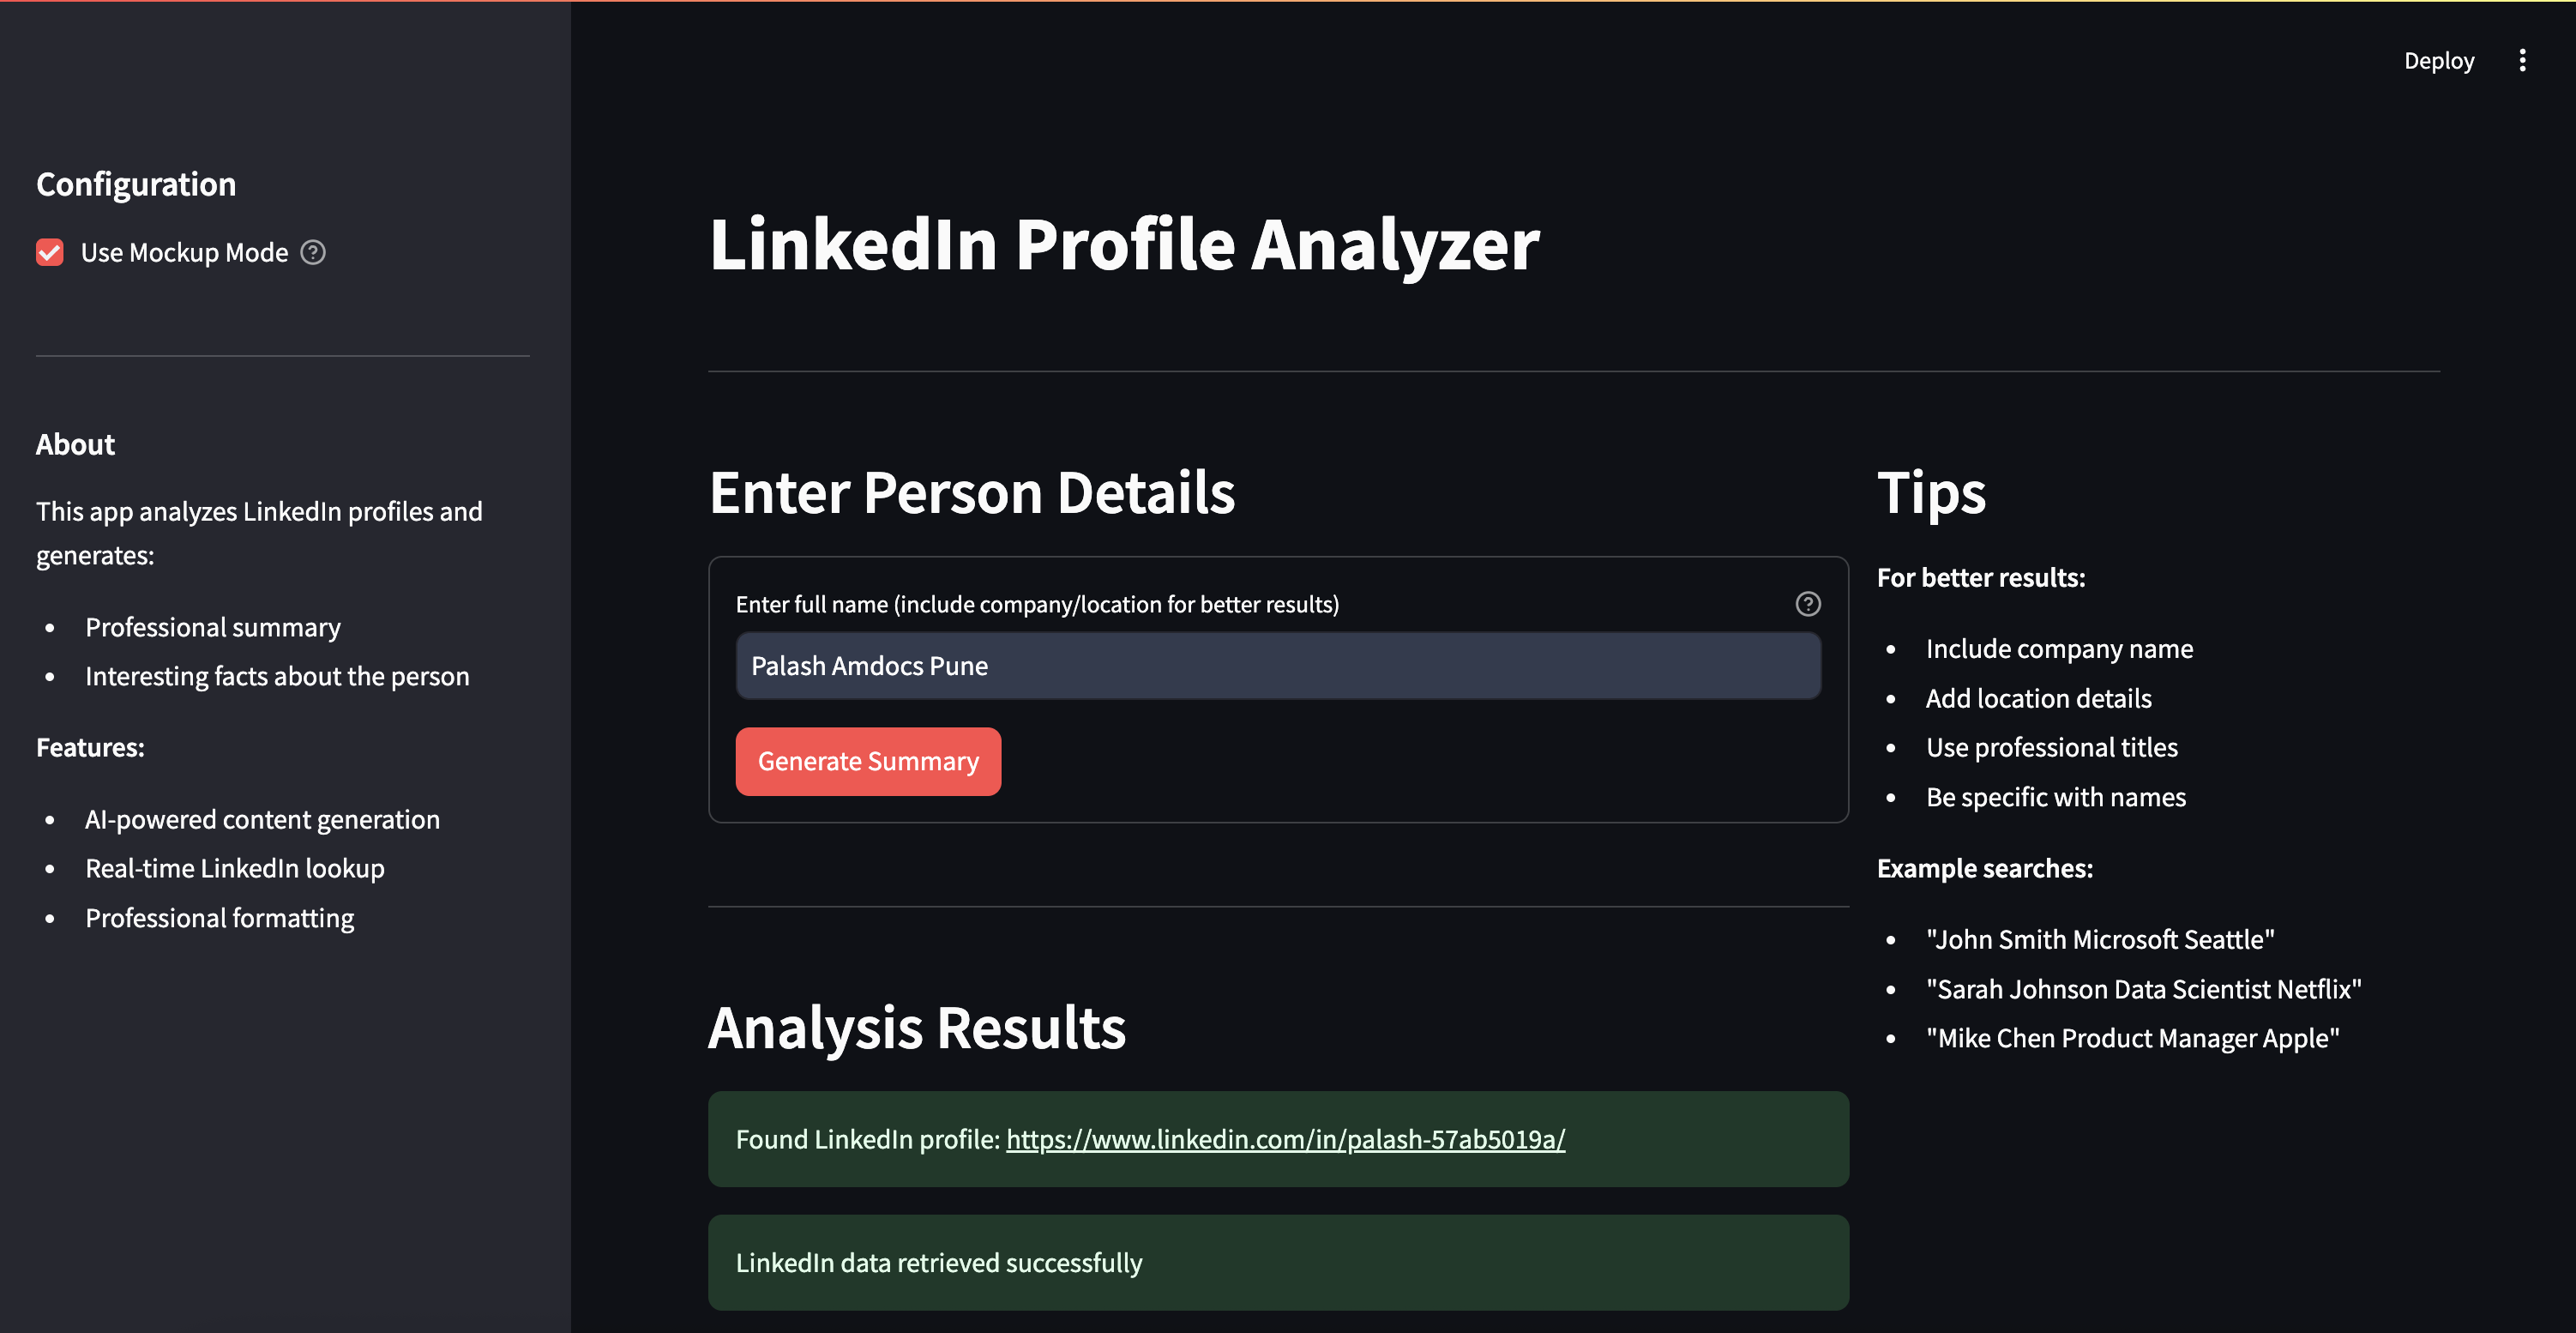 Deploy
Configuration
Use Mockup Mode
About
This app analyzes LinkedIn profiles and
generates:
• Professional summary
• Interesting facts about the person
Features:
• AI-powered content generation
• Real-time LinkedIn lookup
• Professional formatting
LinkedIn Profile Analyzer
Enter Person Details
Enter full name (include company/location for better results)
Palash Amdocs Pune
Generate Summary
Analysis Results
Found LinkedIn profile: https://www.linkedin.com/in/palash-57ab5019a/
LinkedIn data retrieved successfully
Tips
For better results:
• Include company name
• Add location details
• Use professional titles
• Be specific with names
Example searches:
• "John Smith Microsoft Seattle"
• "Sarah Johnson Data Scientist Netflix"
• "Mike Chen Product Manager Apple"